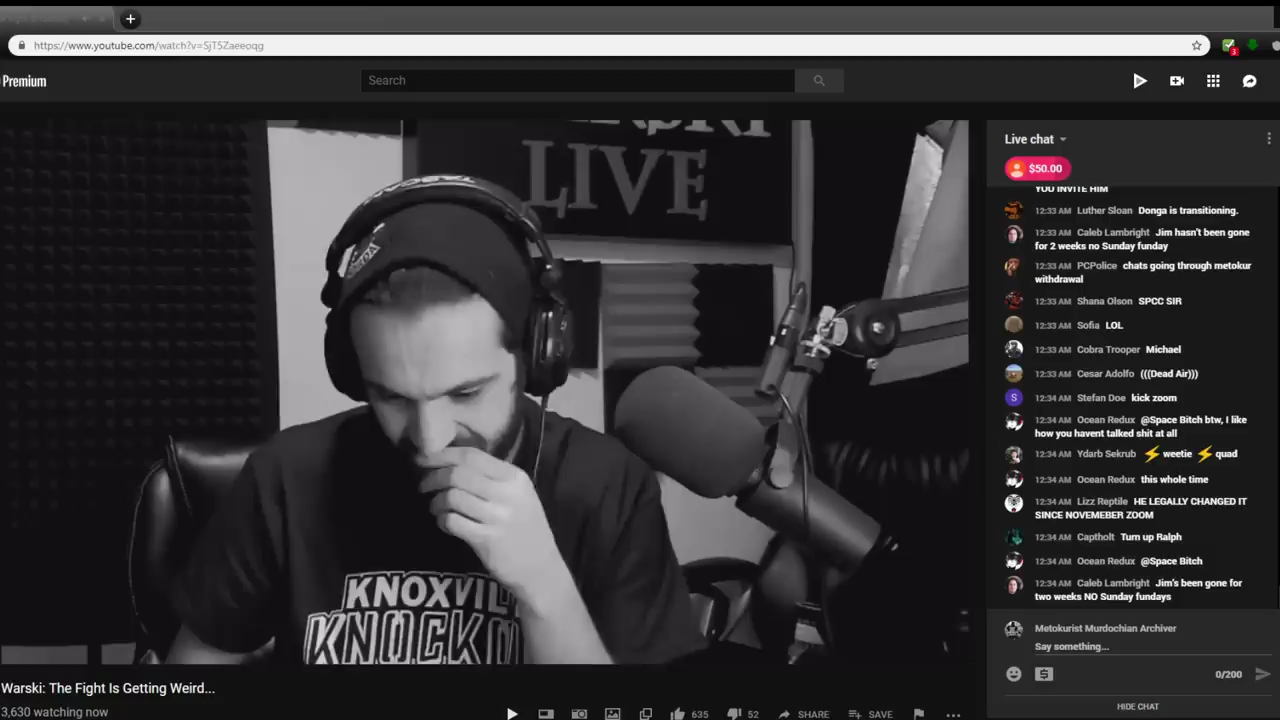 https://www.youtube.com/watch?v=SjT5Zaeeoqg
3
Premium
Search
LIVE
KNOXVIL
KNOCKO
Live chat
$50.00
YOU INVITE HIM
12:33 AM Luther Sloan Donga is transitioning.
12:33 AM Caleb Lambright Jim hasn't been gone
for 2 weeks no Sunday funday
12:33 AM PCPolice chats going through metokur
withdrawal
12:33 AM Shana Olson SPCC SIR
12:33 AM Sofia LOL
12:33 AM Cobra Trooper Michael
12:33 AM Cesar Adolfo (((Dead Air)))
S 12:34 AM Stefan Doe kick zoom
12:34 AM Ocean Redux @Space Bitch btw, I like
how you havent talked shit at all
12:34 AM Ydarb Sekrub ⚡weetie ⚡quad
12:34 AM Ocean Redux this whole time
12:34 AM Lizz Reptile HE LEGALLY CHANGED IT
SINCE NOVEMEBER ZOOM
12:34 AM Captholt Turn up Ralph
12:34 AM Ocean Redux @Space Bitch
12:34 AM Caleb Lambright Jim's been gone for
two weeks NO Sunday fundays
Metokurist Murdochian Archiver
Say something...
0/200
HIDE CHAT
Warski: The Fight Is Getting Weird...
3,630 watching now
635
52
SHARE
SAVE